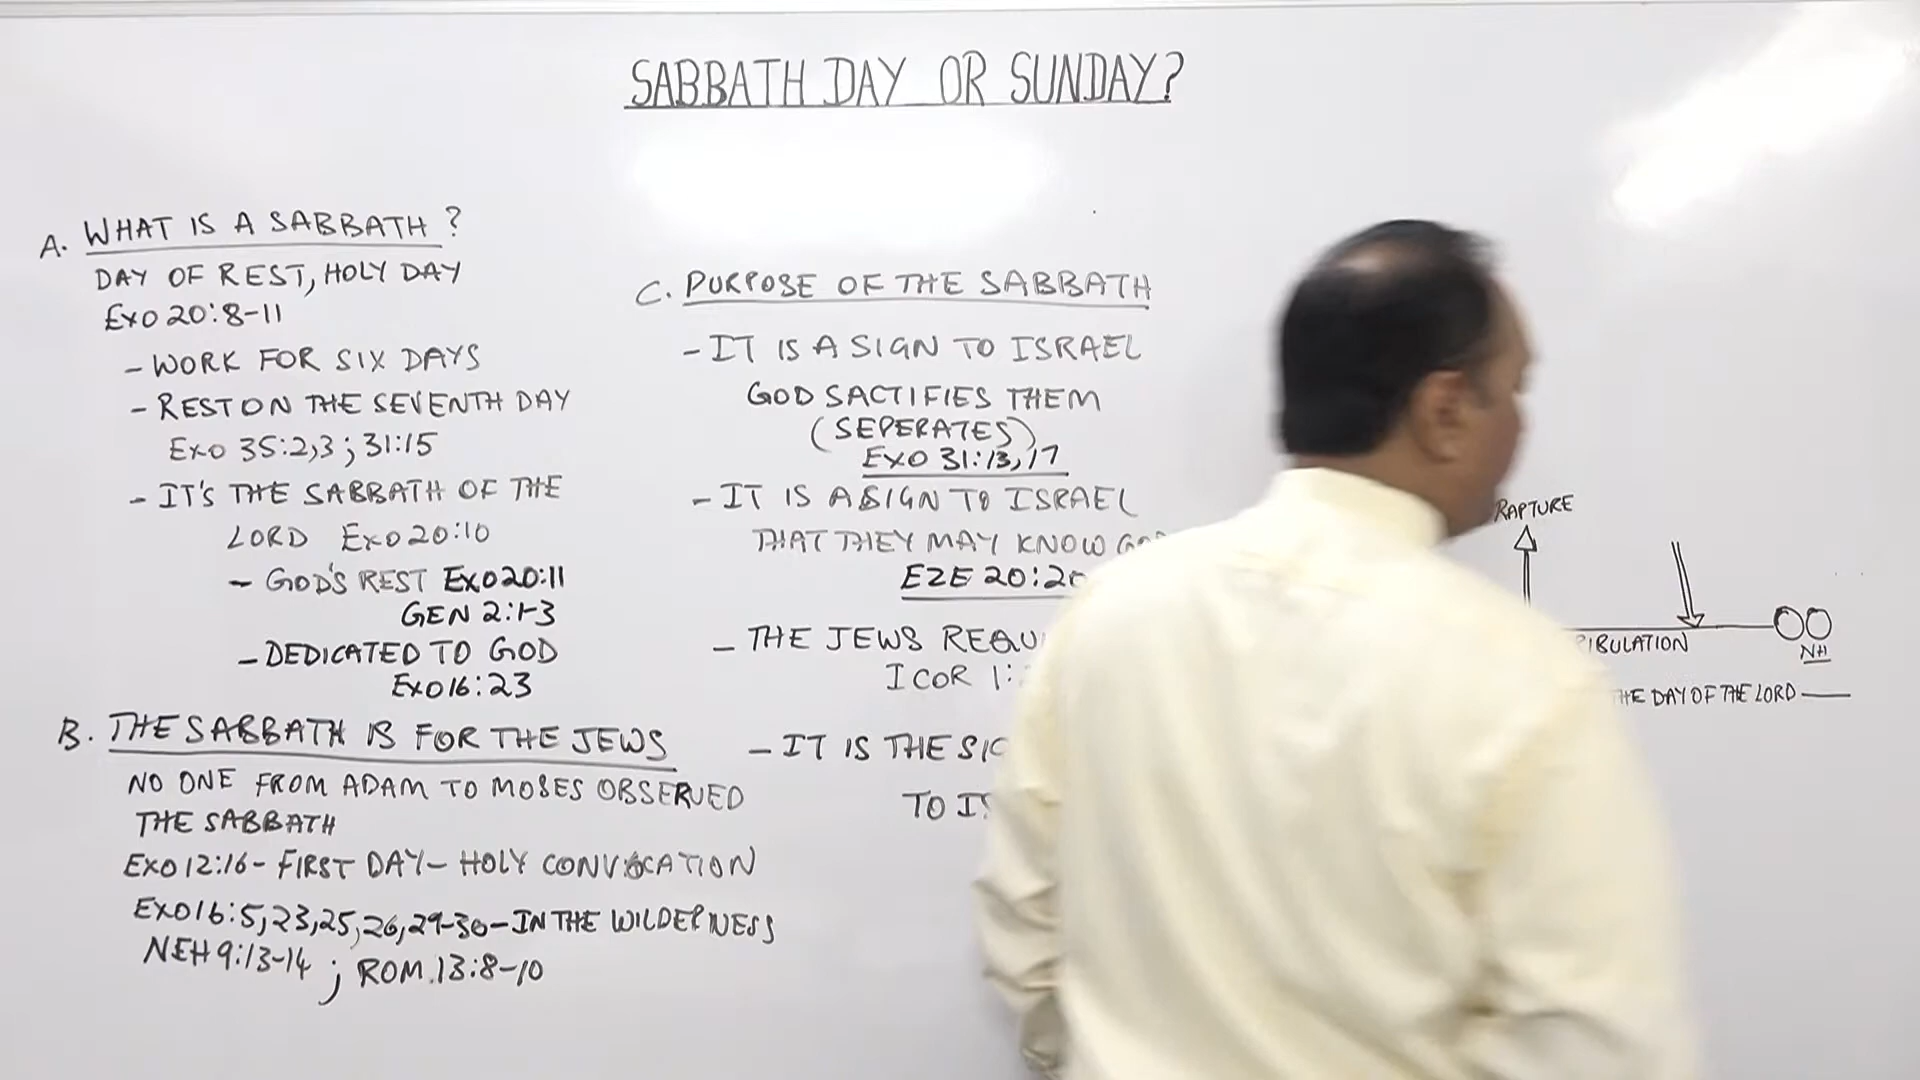 SABBATH DAY OR SUNDAY?
A. WHAT IS A SABBATH?
DAY OF REST, HOLY DAY
EXO 20:8-11
- WORK FOR SIX DAYS
- REST ON THE SEVENTH DAY
EXO 35:2,3; 31:15
- IT'S THE SABBATH OF THE
LORD EXO 20:10
- GOD'S REST EXO 20:11
GEN 2:1-3
- DEDICATED TO GOD
EXO 16:23
B. THE SABBATH IS FOR THE JEWS
NO ONE FROM ADAM TO MOSES OBSERVED
THE SABBATH
EXO 12:16 - FIRST DAY - HOLY CONVOCATION
EXO 16:5,23,25,26,29-30 - IN THE WILDERNESS
NEH 9:13-14; ROM. 13:8-10
C. PURPOSE OF THE SABBATH
- IT IS A SIGN TO ISRAEL
GOD SACTIFIES THEM
(SEPERATES)
EXO 31:13,17
- IT IS A SIGN TO ISRAEL
THAT THEY MAY KNOW
EZE 20:20
- THE JEWS
I COR 1:
- IT IS THE
TO
RAPTURE
NH
THE DAY OF THE LORD